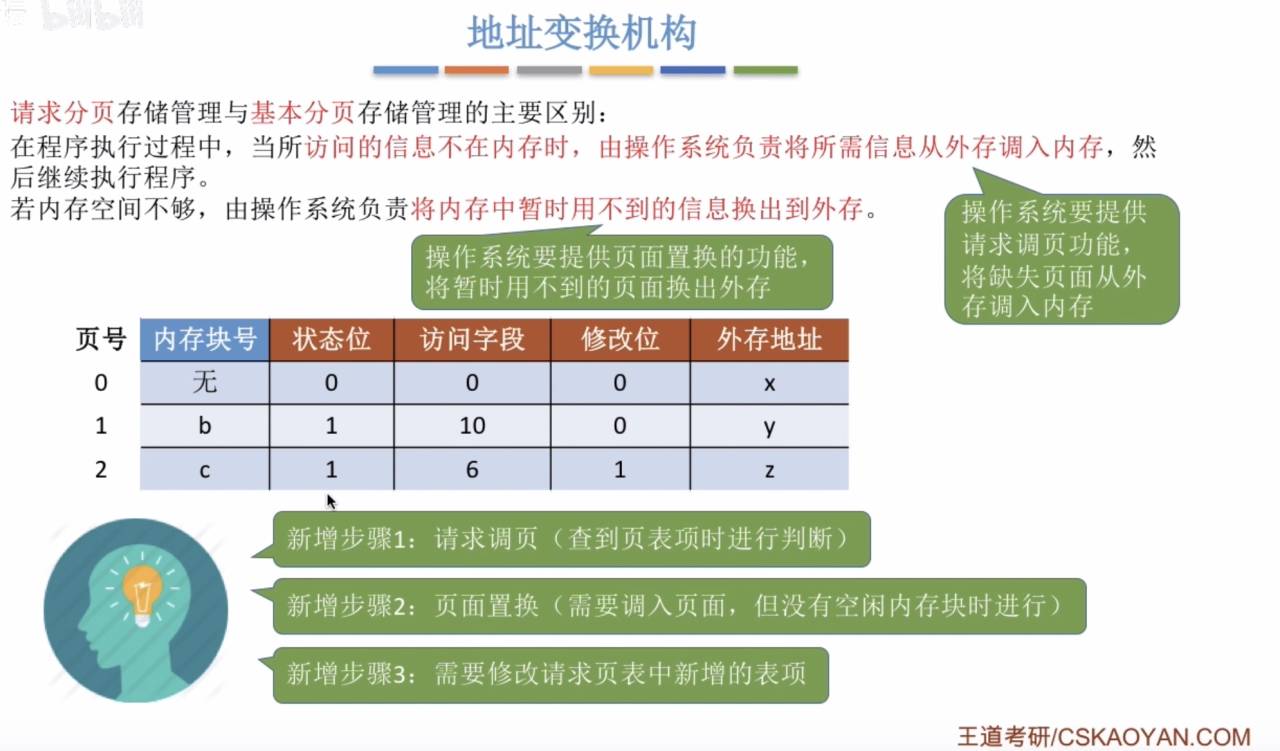 bilibili
地址变换机构
请求分页存储管理与基本分页存储管理的主要区别：
在程序执行过程中，当所访问的信息不在内存时，由操作系统负责将所需信息从外存调入内存，然
后继续执行程序。
若内存空间不够，由操作系统负责将内存中暂时用不到的信息换出到外存。
操作系统要提供
请求调页功能，
将缺失页面从外
存调入内存
操作系统要提供页面置换的功能，
将暂时用不到的页面换出外存
页号 内存块号 状态位 访问字段 修改位 外存地址
0 无 0 0 0 x
1 b 1 10 0 y
2 c 1 6 1 z
新增步骤1：请求调页（查到页表项时进行判断）
新增步骤2：页面置换（需要调入页面，但没有空闲内存块时进行）
新增步骤3：需要修改请求页表中新增的表项
王道考研/CSKAOYAN.COM